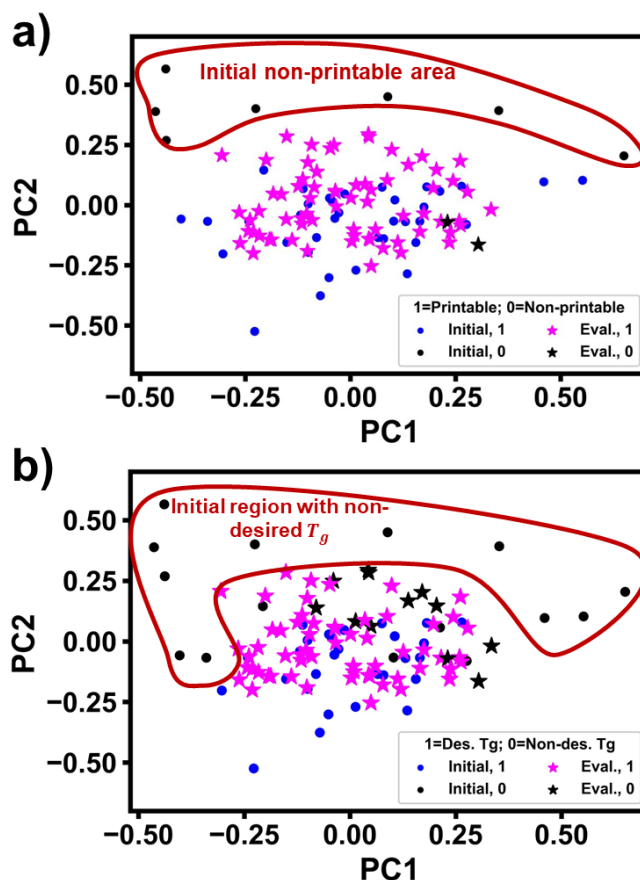 a)
Initial non-printable area
0.50
0.25
0.00
−0.25
−0.50
PC2
1=Printable; 0=Non-printable
Initial, 1 Eval., 1
Initial, 0 Eval., 0
−0.50 −0.25 0.00 0.25 0.50
PC1
b)
Initial region with non-
desired Tg
0.50
0.25
0.00
−0.25
−0.50
PC2
1=Des. Tg; 0=Non-des. Tg
Initial, 1 Eval., 1
Initial, 0 Eval., 0
−0.50 −0.25 0.00 0.25 0.50
PC1